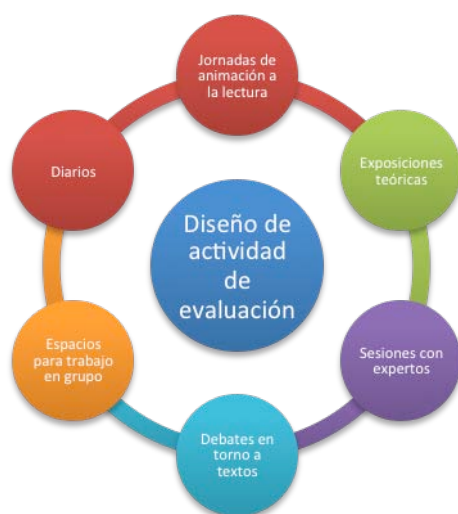 Jornadas de
animación a
la lectura
Exposiciones
teóricas
Sesiones con
expertos
Debates en
torno a
textos
Espacios
para trabajo
en grupo
Diarios
Diseño de
actividad
de
evaluación